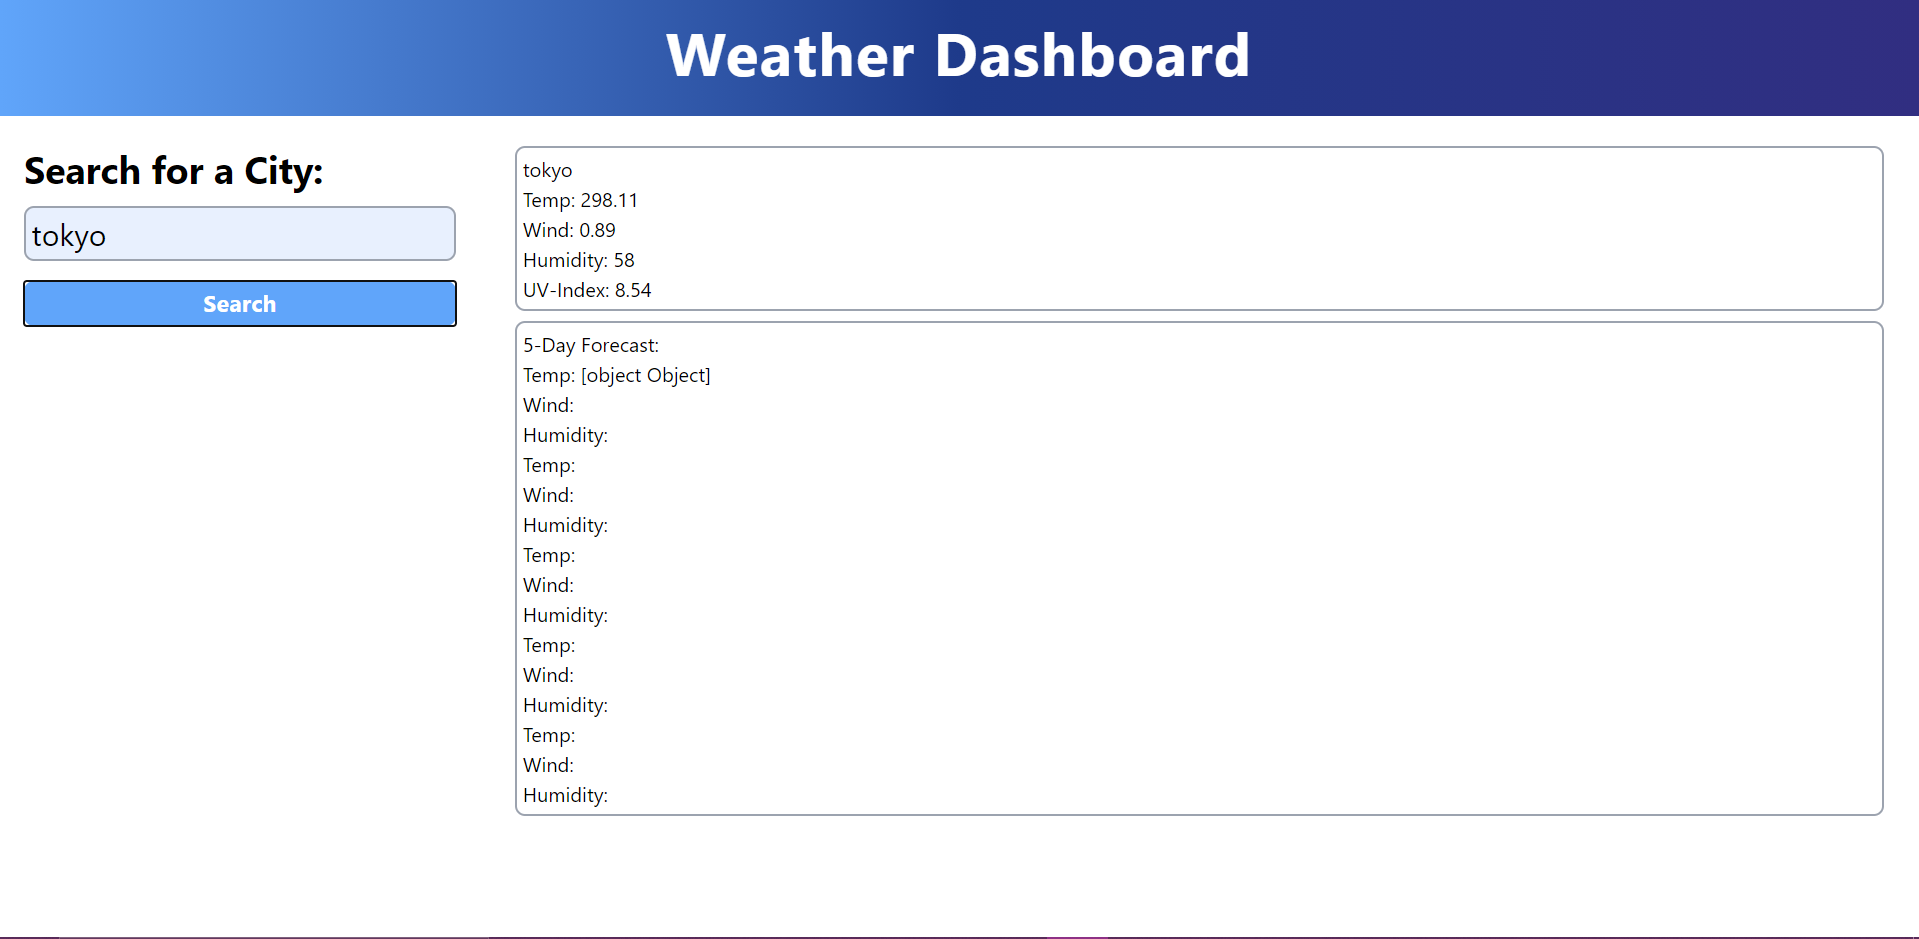 Weather Dashboard
Search for a City:
tokyo
Search
tokyo
Temp: 298.11
Wind: 0.89
Humidity: 58
UV-Index: 8.54
5-Day Forecast:
Temp: [object Object]
Wind:
Humidity:
Temp:
Wind:
Humidity:
Temp:
Wind:
Humidity:
Temp:
Wind:
Humidity:
Temp:
Wind:
Humidity: